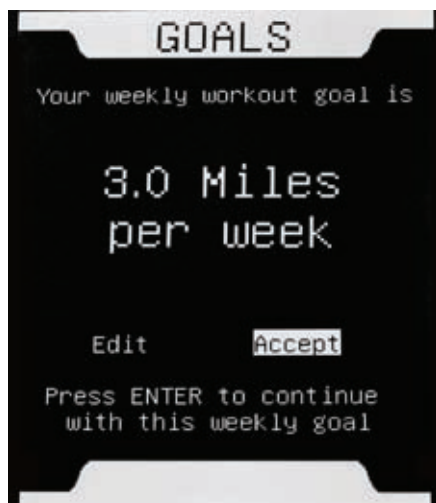 GOALS
Your weekly workout goal is
3.0 Miles
per week
Edit Accept
Press ENTER to continue
with this weekly goal